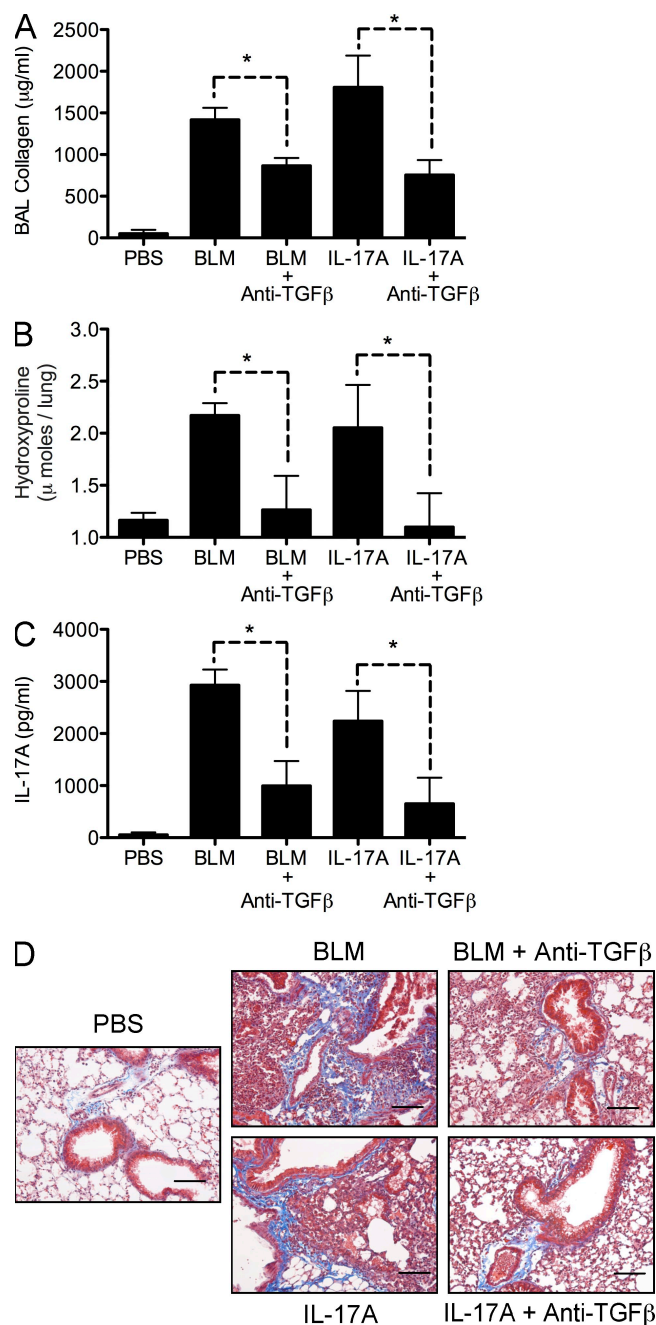 A
BAL Collagen (μg/ml)
2500
2000
1500
1000
500
0
*
*
PBS
BLM
BLM
+
Anti-TGFβ
IL-17A
IL-17A
+
Anti-TGFβ
B
Hydroxyproline
(μ moles / lung)
3.0
2.5
2.0
1.5
1.0
*
*
PBS
BLM
BLM
+
Anti-TGFβ
IL-17A
IL-17A
+
Anti-TGFβ
C
IL-17A (pg/ml)
4000
3000
2000
1000
0
*
*
PBS
BLM
BLM
+
Anti-TGFβ
IL-17A
IL-17A
+
Anti-TGFβ
D
PBS
BLM
BLM + Anti-TGFβ
IL-17A
IL-17A + Anti-TGFβ